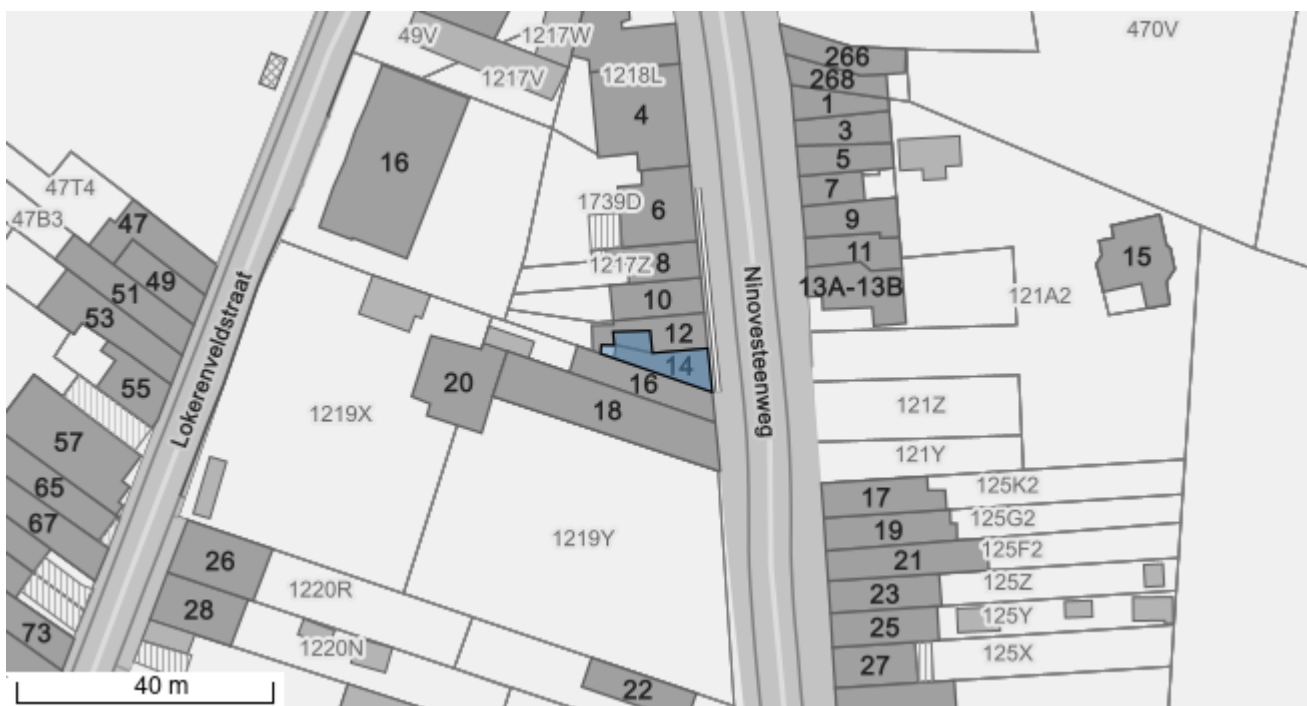 470V
49V
1217W
1217V
1218L
266
268
1
4
3
16
5
47T4
7
1739D
47B3
47
6
9
11
49
1217Z
8
15
51
13A-13B
10
121A2
53
12
Lokerenveldstraat
Ninovesteenweg
14
20
16
55
18
121Z
1219X
57
121Y
65
125K2
17
125G2
67
19
1219Y
125F2
26
21
1220R
125Z
23
28
125Y
73
25
1220N
125X
27
40 m
22